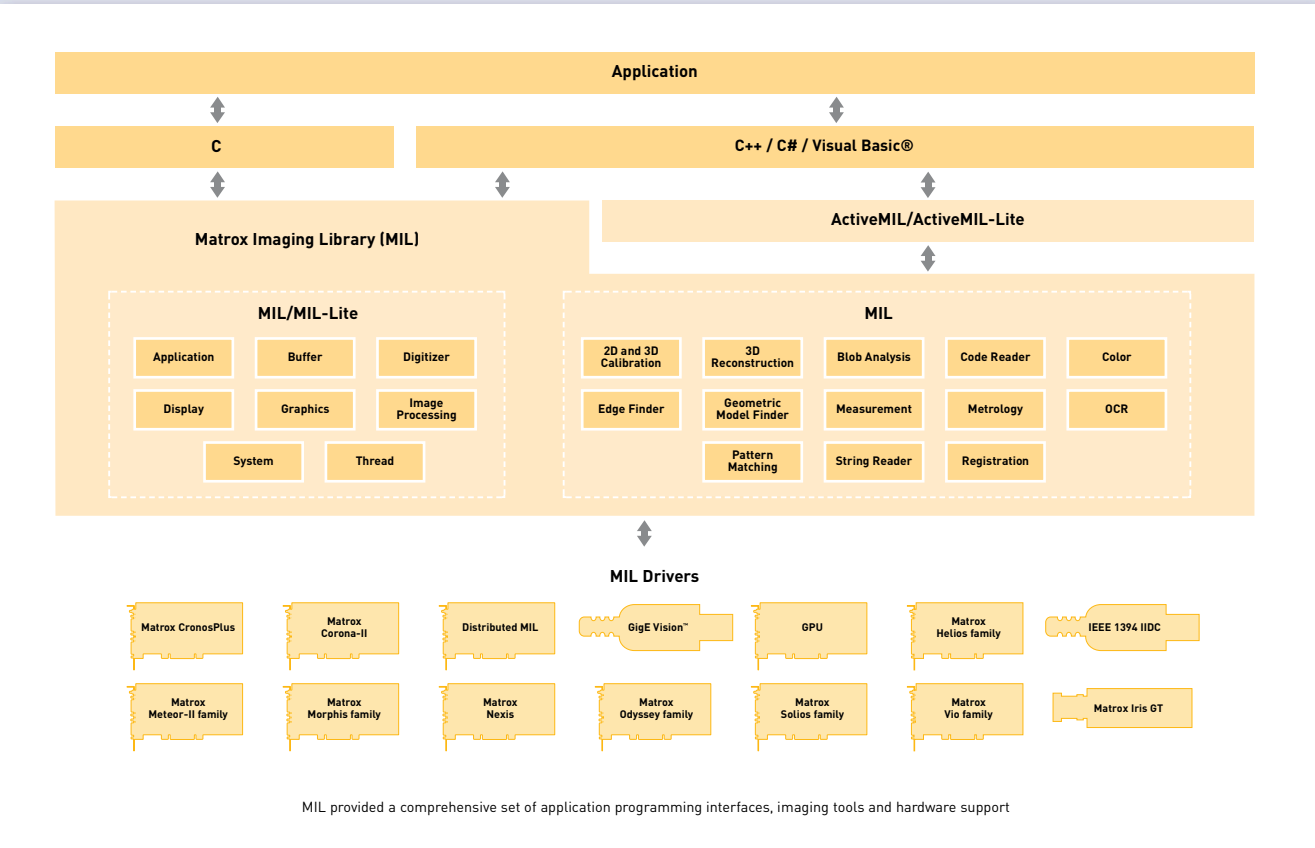 Application
C
C++ / C# / Visual Basic®
Matrox Imaging Library (MIL)
ActiveMIL/ActiveMIL-Lite
MIL/MIL-Lite
Application
Buffer
Digitizer
Display
Graphics
Image
Processing
System
Thread
MIL
2D and 3D
Calibration
3D
Reconstruction
Blob Analysis
Code Reader
Color
Edge Finder
Geometric
Model Finder
Measurement
Metrology
OCR
Pattern
Matching
String Reader
Registration
MIL Drivers
Matrox CronosPlus
Matrox
Corona-II
Distributed MIL
GigE Vision™
GPU
Matrox
Helios family
IEEE 1394 IIDC
Matrox
Meteor-II family
Matrox
Morphis family
Matrox
Nexis
Matrox
Odyssey family
Matrox
Solios family
Matrox
Vio family
Matrox Iris GT
MIL provided a comprehensive set of application programming interfaces, imaging tools and hardware support